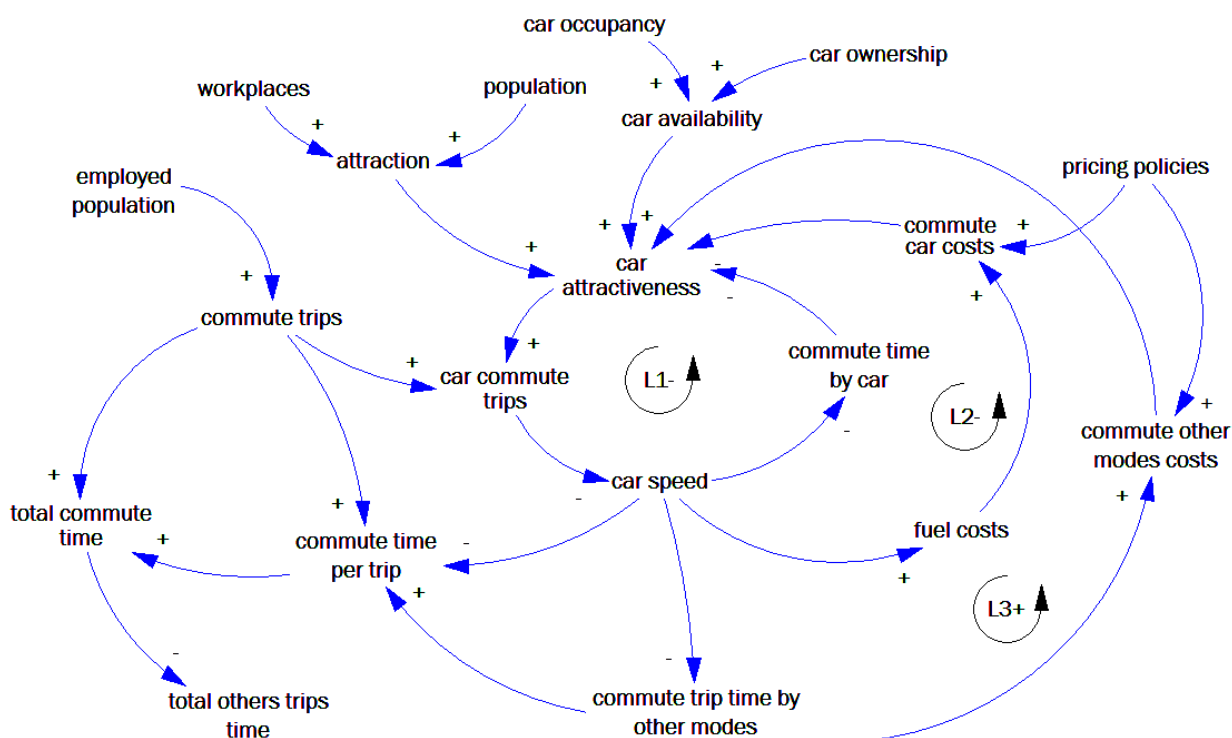 car occupancy
car ownership
workplaces
population
+
+
car availability
+
+
attraction
pricing policies
employed
population
+
+
+
commute
car costs
+
+
car
attractiveness
-
-
+
commute trips
+
commute time
by car
+
car commute
trips
L1-
L2-
+
-
commute other
modes costs
+
car speed
-
+
+
total commute
time
+
commute time
per trip
-
fuel costs
+
+
+
L3+
-
-
total others trips
time
commute trip time by
other modes